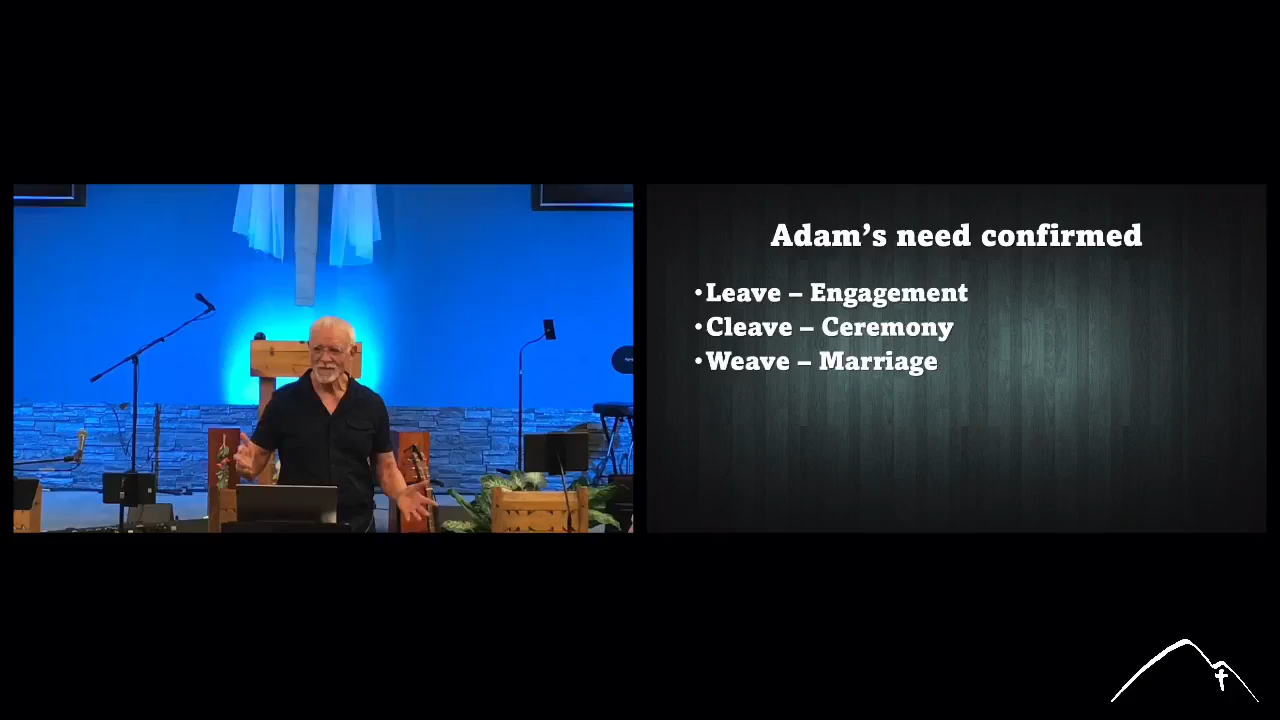 Adam's need confirmed
•Leave – Engagement
•Cleave – Ceremony
•Weave – Marriage